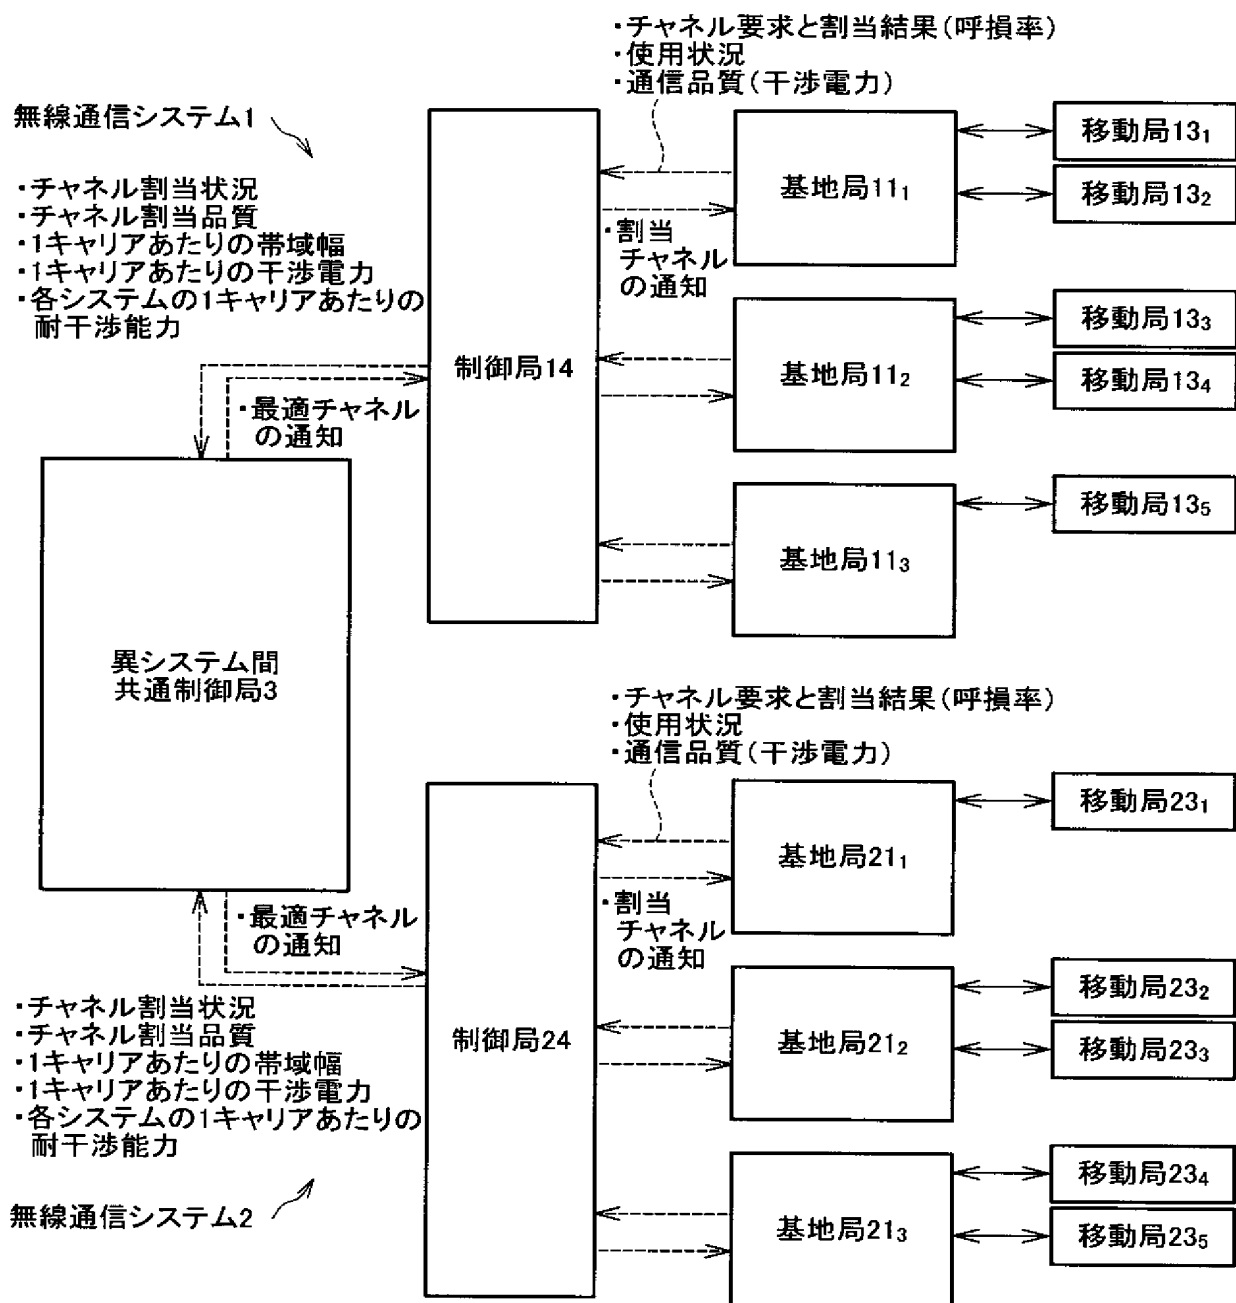 ・チャネル要求と割当結果(呼損率)
・使用状況
・通信品質(干渉電力)
無線通信システム1
・チャネル割当状況
・チャネル割当品質
・1キャリアあたりの帯域幅
・1キャリアあたりの干渉電力
・各システムの1キャリアあたりの
耐干渉能力
制御局14
・最適チャネル
の通知
・割当
チャネル
の通知
基地局11₁
移動局13₁
移動局13₂
基地局11₂
移動局13₃
移動局13₄
基地局11₃
移動局13₅
異システム間
共通制御局3
・チャネル要求と割当結果(呼損率)
・使用状況
・通信品質(干渉電力)
・最適チャネル
の通知
・チャネル割当状況
・チャネル割当品質
・1キャリアあたりの帯域幅
・1キャリアあたりの干渉電力
・各システムの1キャリアあたりの
耐干渉能力
無線通信システム2
制御局24
・割当
チャネル
の通知
基地局21₁
移動局23₁
基地局21₂
移動局23₂
移動局23₃
基地局21₃
移動局23₄
移動局23₅